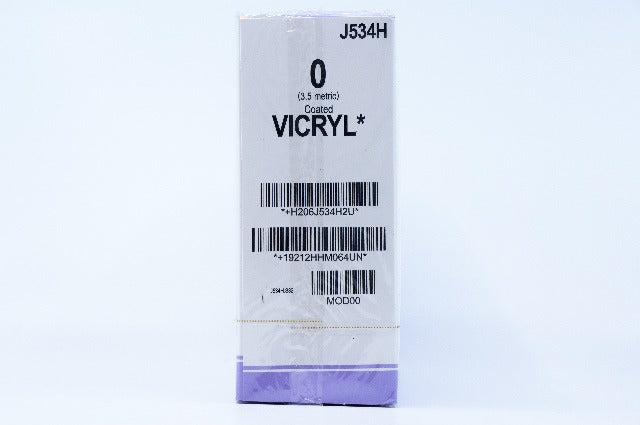 J534H
0
(3.5 metric)
Coated
VICRYL*
*+H206J534H2U*
*+19212HHM064UN*
MOD00